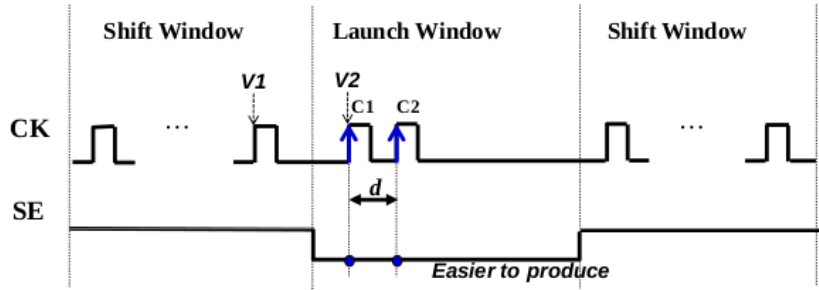 Shift Window Launch Window Shift Window
V1 V2
C1 C2
CK ... ...
d
SE
Easier to produce